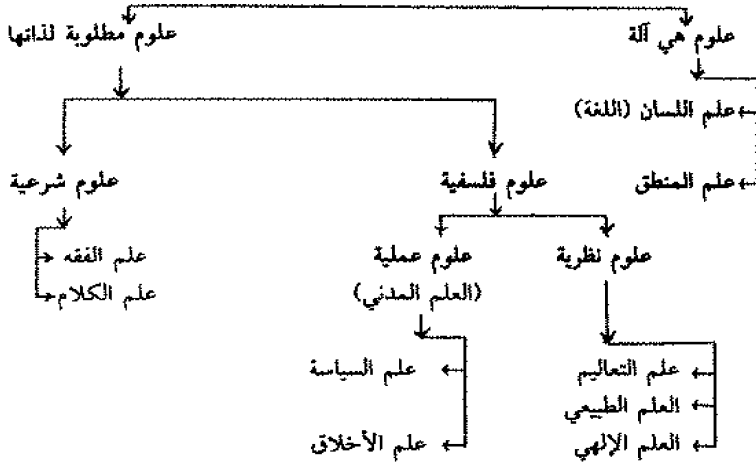 علوم هي آلة
علوم مطلوبة لذاتها
علم اللسان (اللغة)
علم المنطق
علوم فلسفية
علوم شرعية
علوم نظرية
علوم عملية
(العلم المدني)
علم الفقه
علم الكلام
علم التعاليم
العلم الطبيعي
العلم الإلهي
علم السياسة
علم الأخلاق